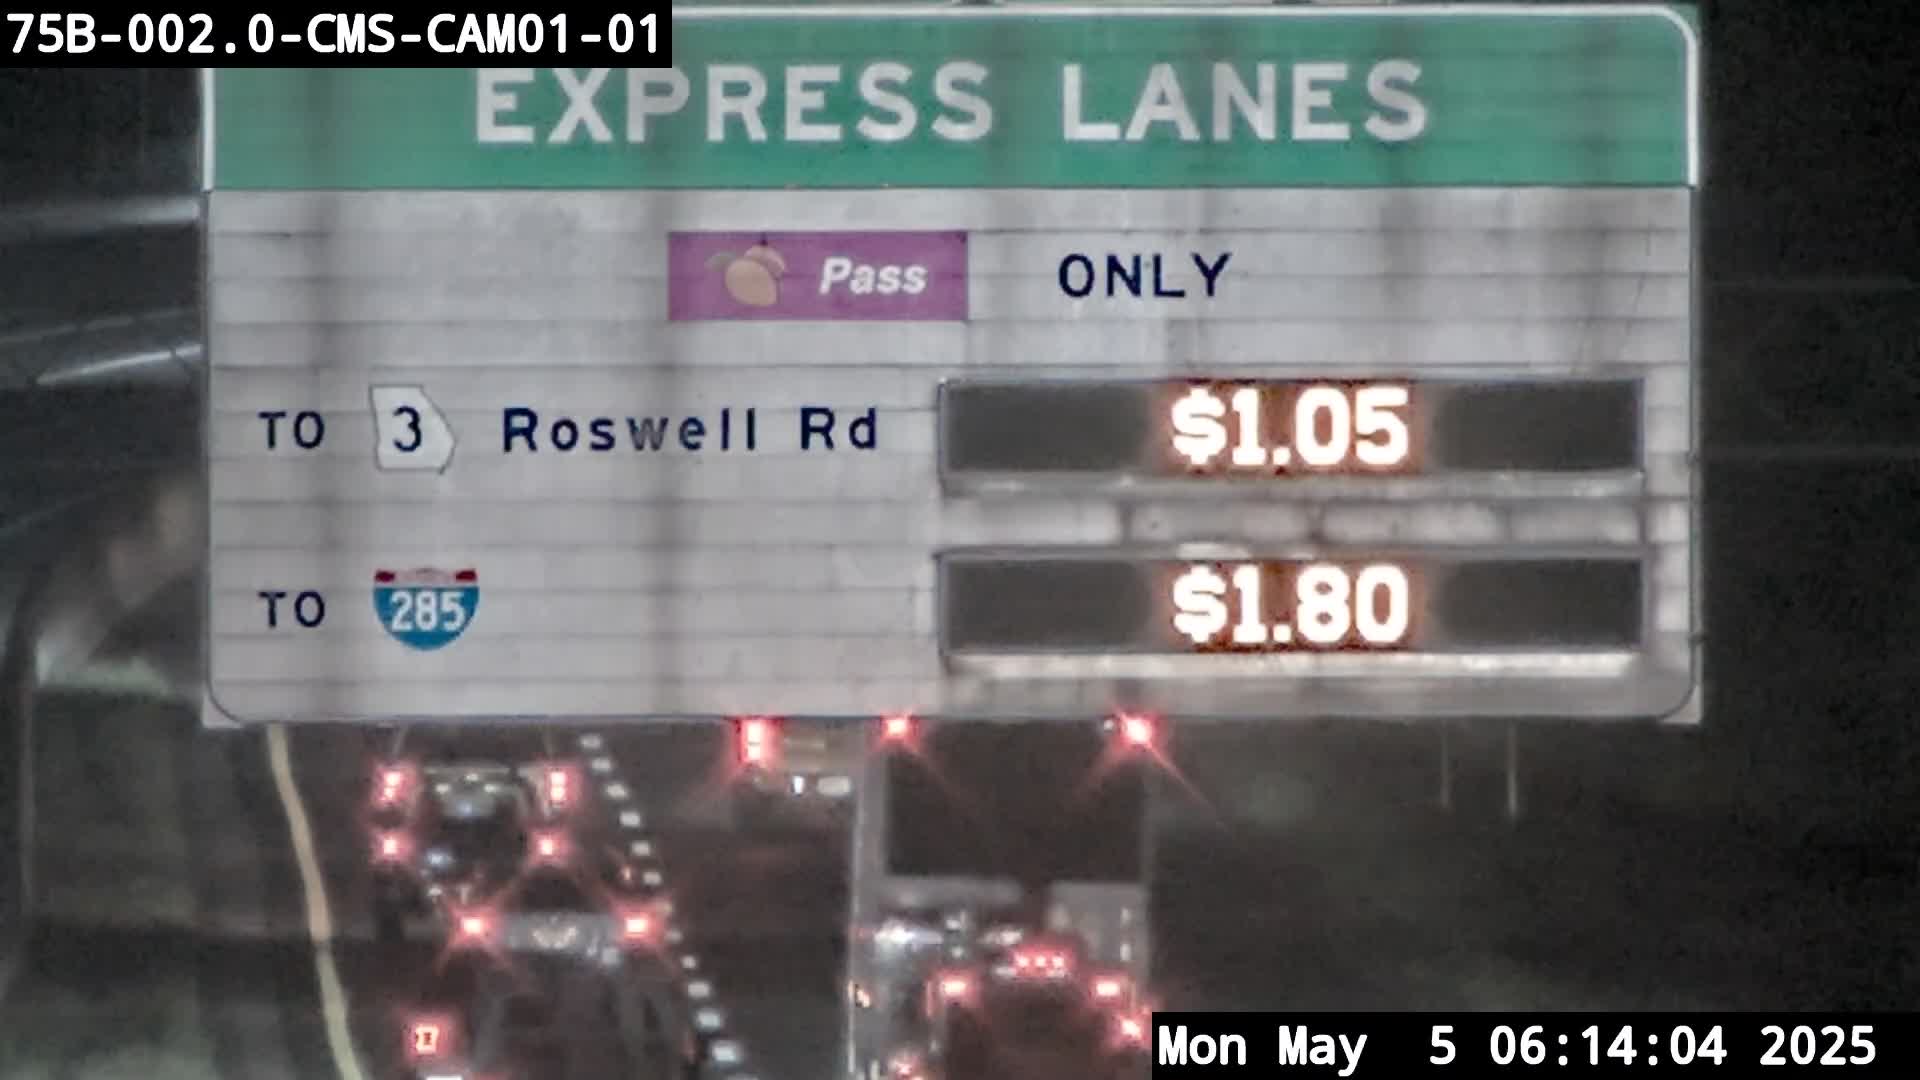 75B-002.0-CMS-CAM01-01
EXPRESS LANES
Pass ONLY
TO 3 Roswell Rd $1.05
TO 285 $1.80
Mon May 5 06:14:04 2025